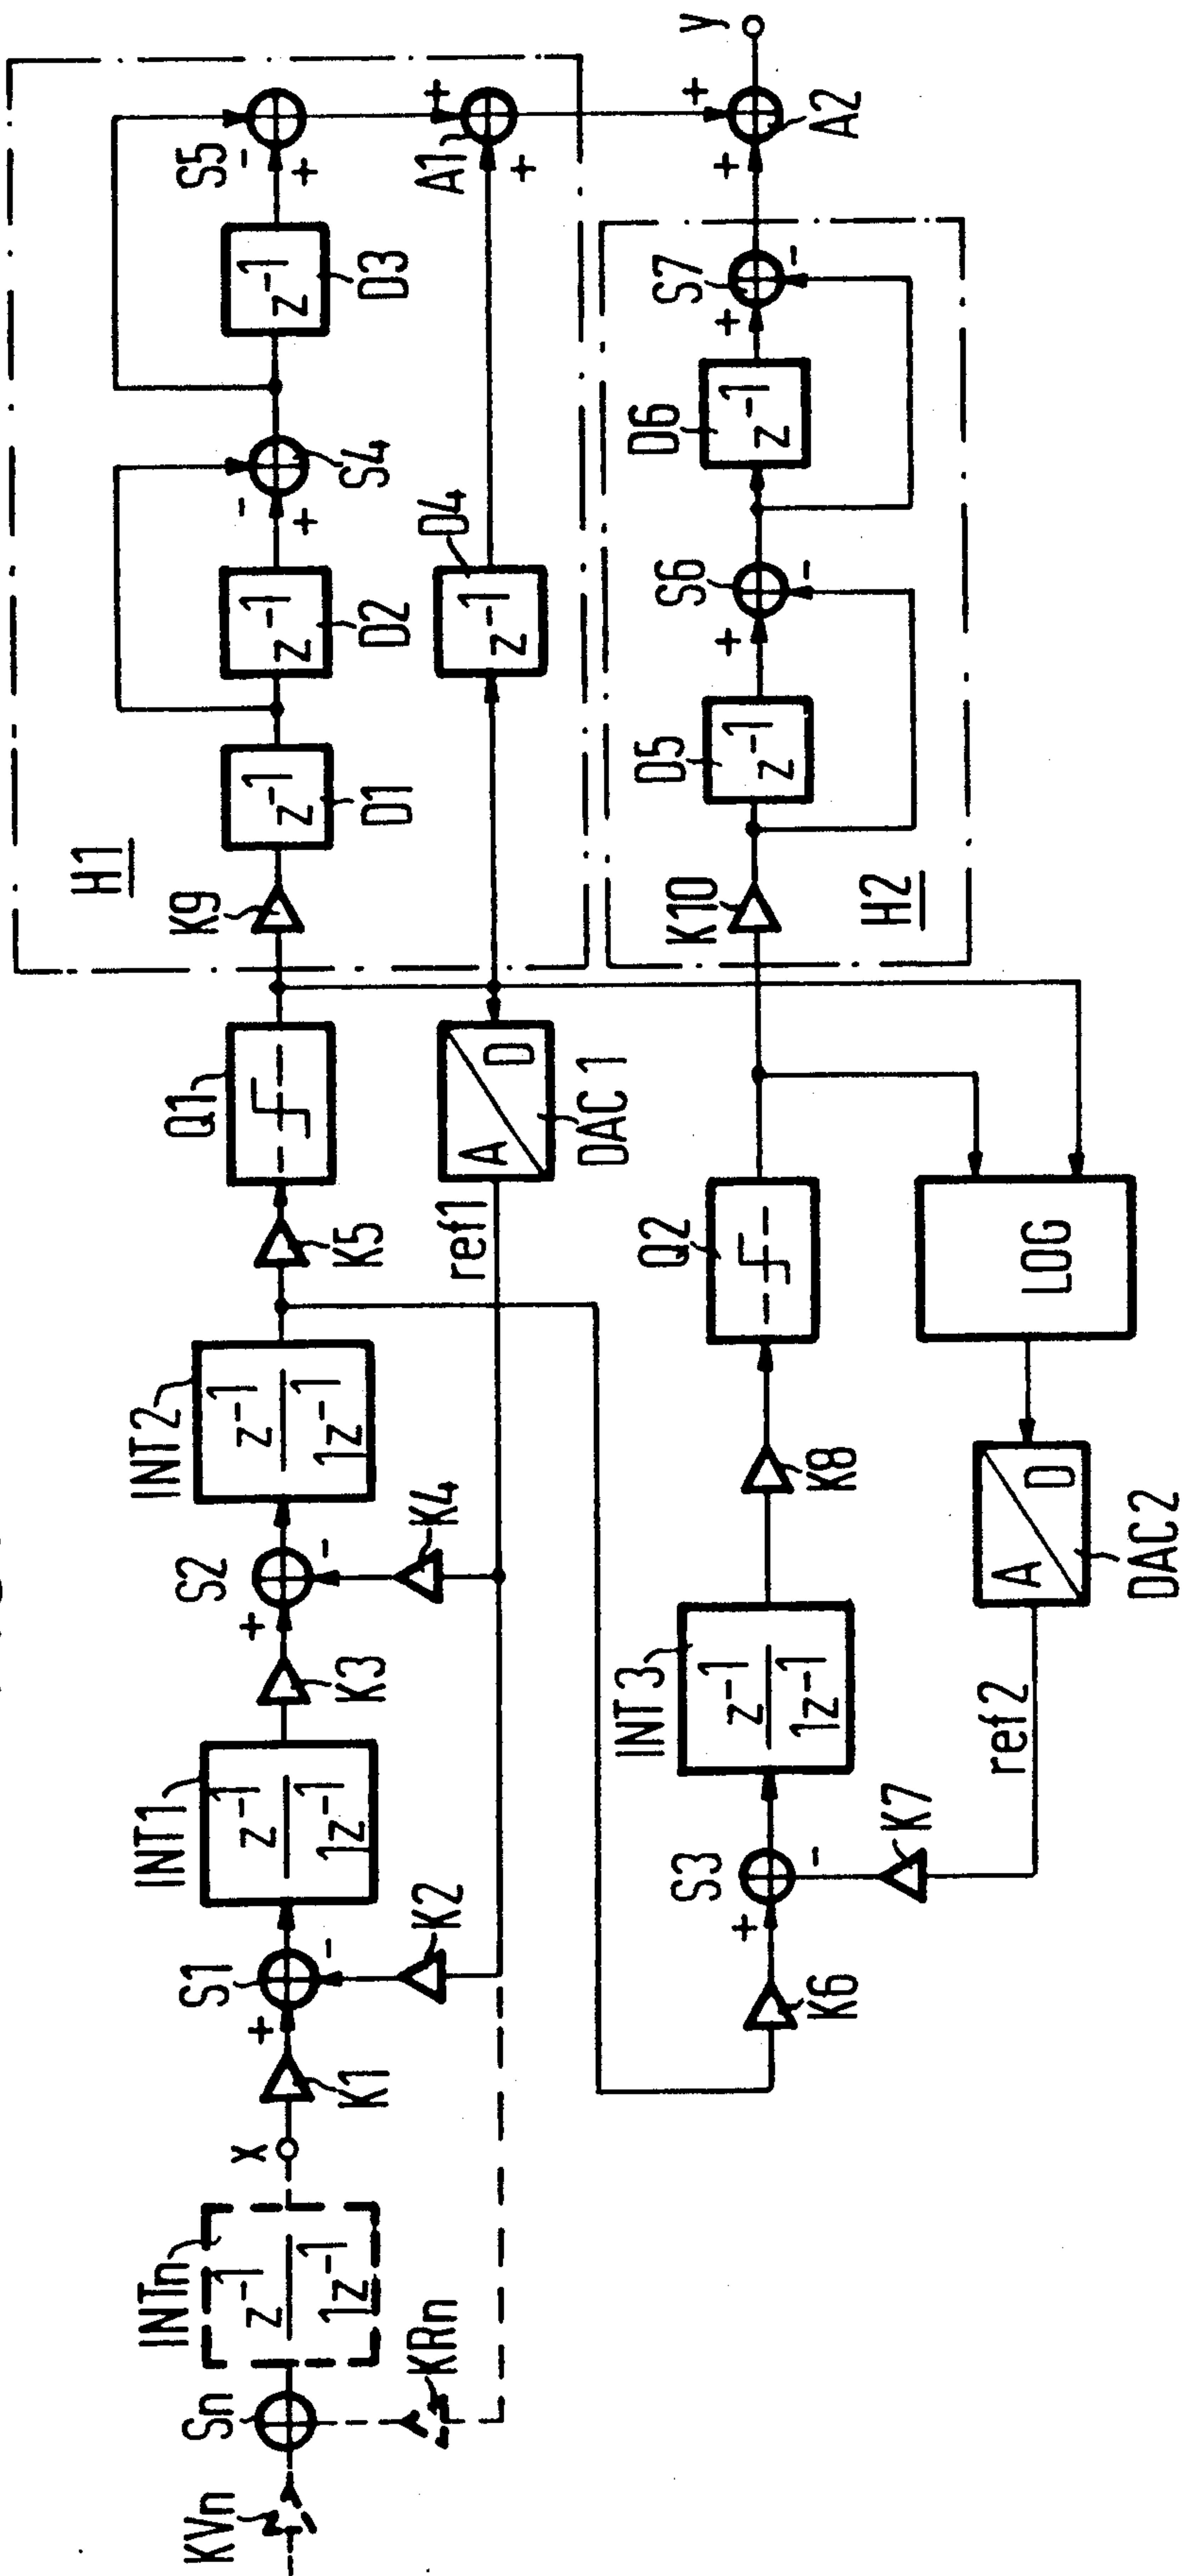 KVn
Sn
INTn
z⁻¹
1z⁻¹
KRn
x
K1
+
S1
-
K2
INT1
z⁻¹
1z⁻¹
K3
+
S2
-
K4
INT2
z⁻¹
1z⁻¹
K5
Q1
ref1
A
D
DAC 1
H1
K9
z⁻¹
D1
z⁻¹
D2
-
+
S4
z⁻¹
D3
S5
-
+
D4
z⁻¹
A1
+
+
K6
+
S3
-
K7
INT3
z⁻¹
1z⁻¹
K8
Q2
ref2
A
D
DAC2
LOG
H2
K10
D5
z⁻¹
+
S6
-
D6
z⁻¹
+
S7
-
+
+
A2
y